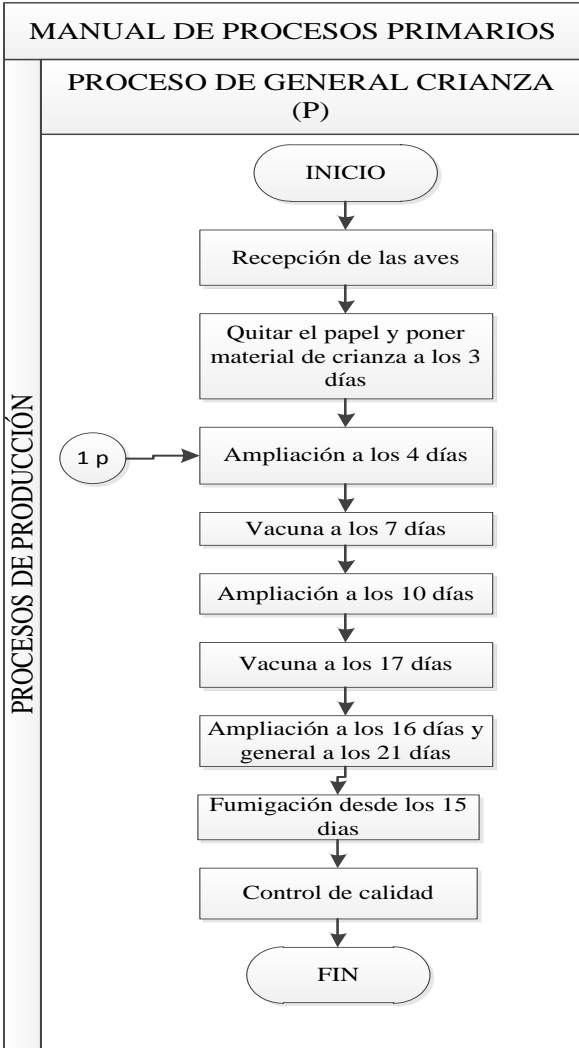 MANUAL DE PROCESOS PRIMARIOS
PROCESO DE GENERAL CRIANZA
(P)
PROCESOS DE PRODUCCIÓN
INICIO
Recepción de las aves
Quitar el papel y poner
material de crianza a los 3
días
1 p
Ampliación a los 4 días
Vacuna a los 7 días
Ampliación a los 10 días
Vacuna a los 17 días
Ampliación a los 16 días y
general a los 21 días
Fumigación desde los 15
dias
Control de calidad
FIN